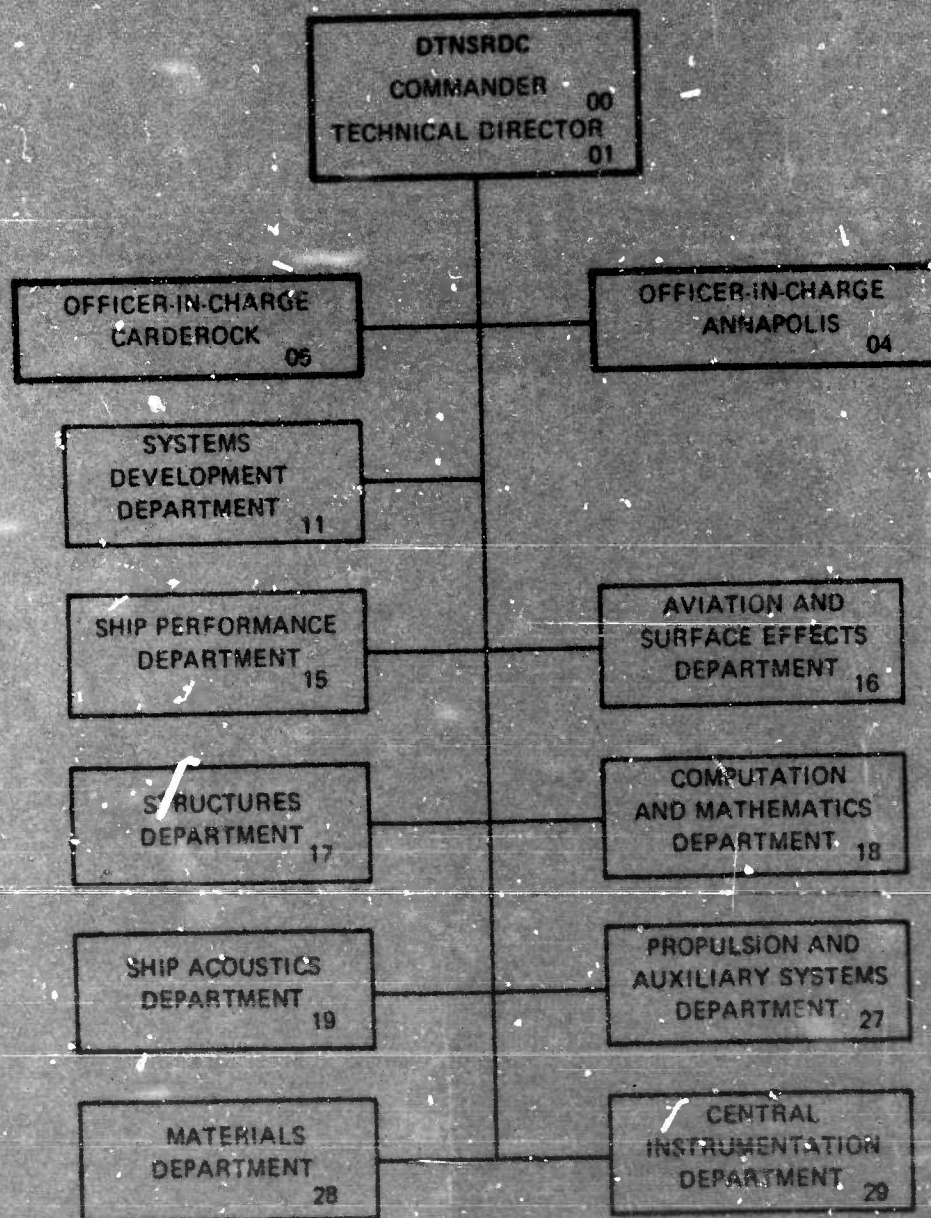 DTNSRDC
COMMANDER 00
TECHNICAL DIRECTOR
01
OFFICER-IN-CHARGE
CARDEROCK
05
OFFICER-IN-CHARGE
ANNAPOLIS
04
SYSTEMS
DEVELOPMENT
DEPARTMENT
11
SHIP PERFORMANCE
DEPARTMENT
15
AVIATION AND
SURFACE EFFECTS
DEPARTMENT
16
STRUCTURES
DEPARTMENT
17
COMPUTATION
AND MATHEMATICS
DEPARTMENT
18
SHIP ACOUSTICS
DEPARTMENT
19
PROPULSION AND
AUXILIARY SYSTEMS
DEPARTMENT
27
MATERIALS
DEPARTMENT
28
CENTRAL
INSTRUMENTATION
DEPARTMENT
29